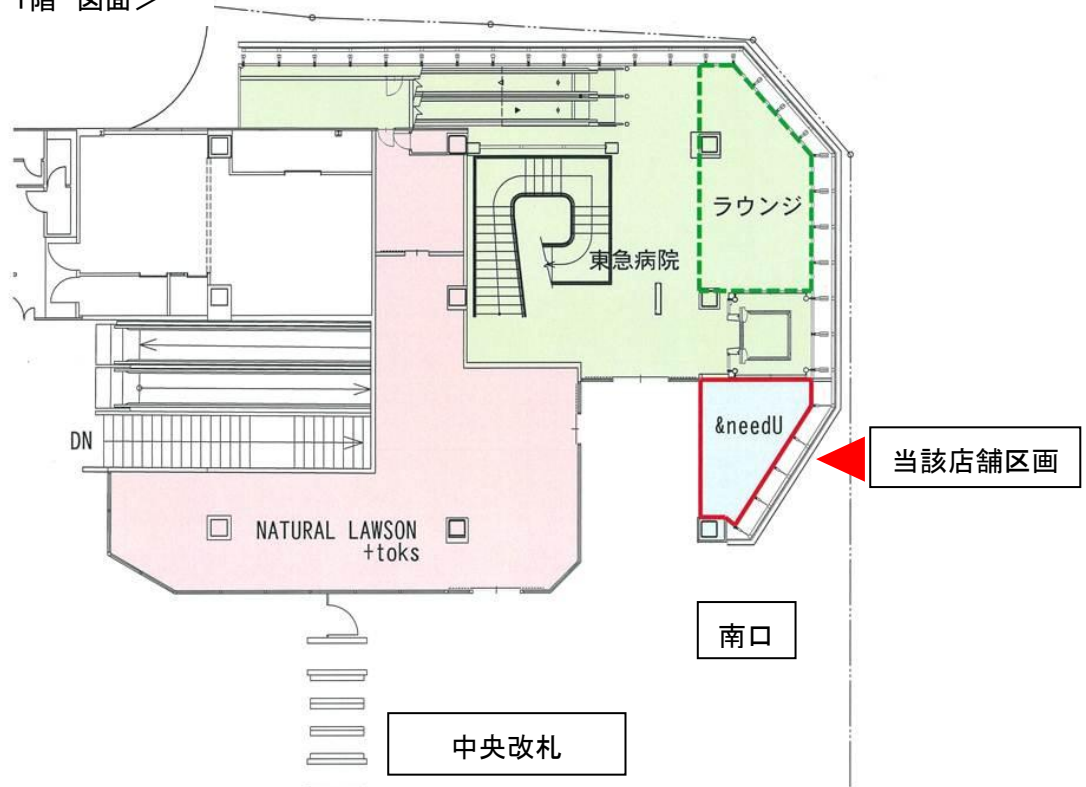 1階 図面＞
ラウンジ
東急病院
&needU
当該店舗区画
DN
NATURAL LAWSON
+toks
南口
中央改札